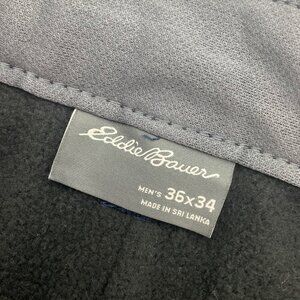 Eddie Bauer
MEN'S 36x34
MADE IN SRI LANKA